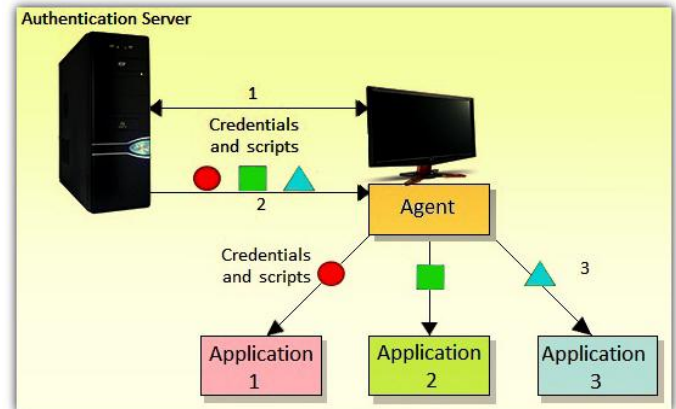 Authentication Server
1
Credentials
and scripts
2
Agent
Credentials
and scripts
3
Application
1
Application
2
Application
3